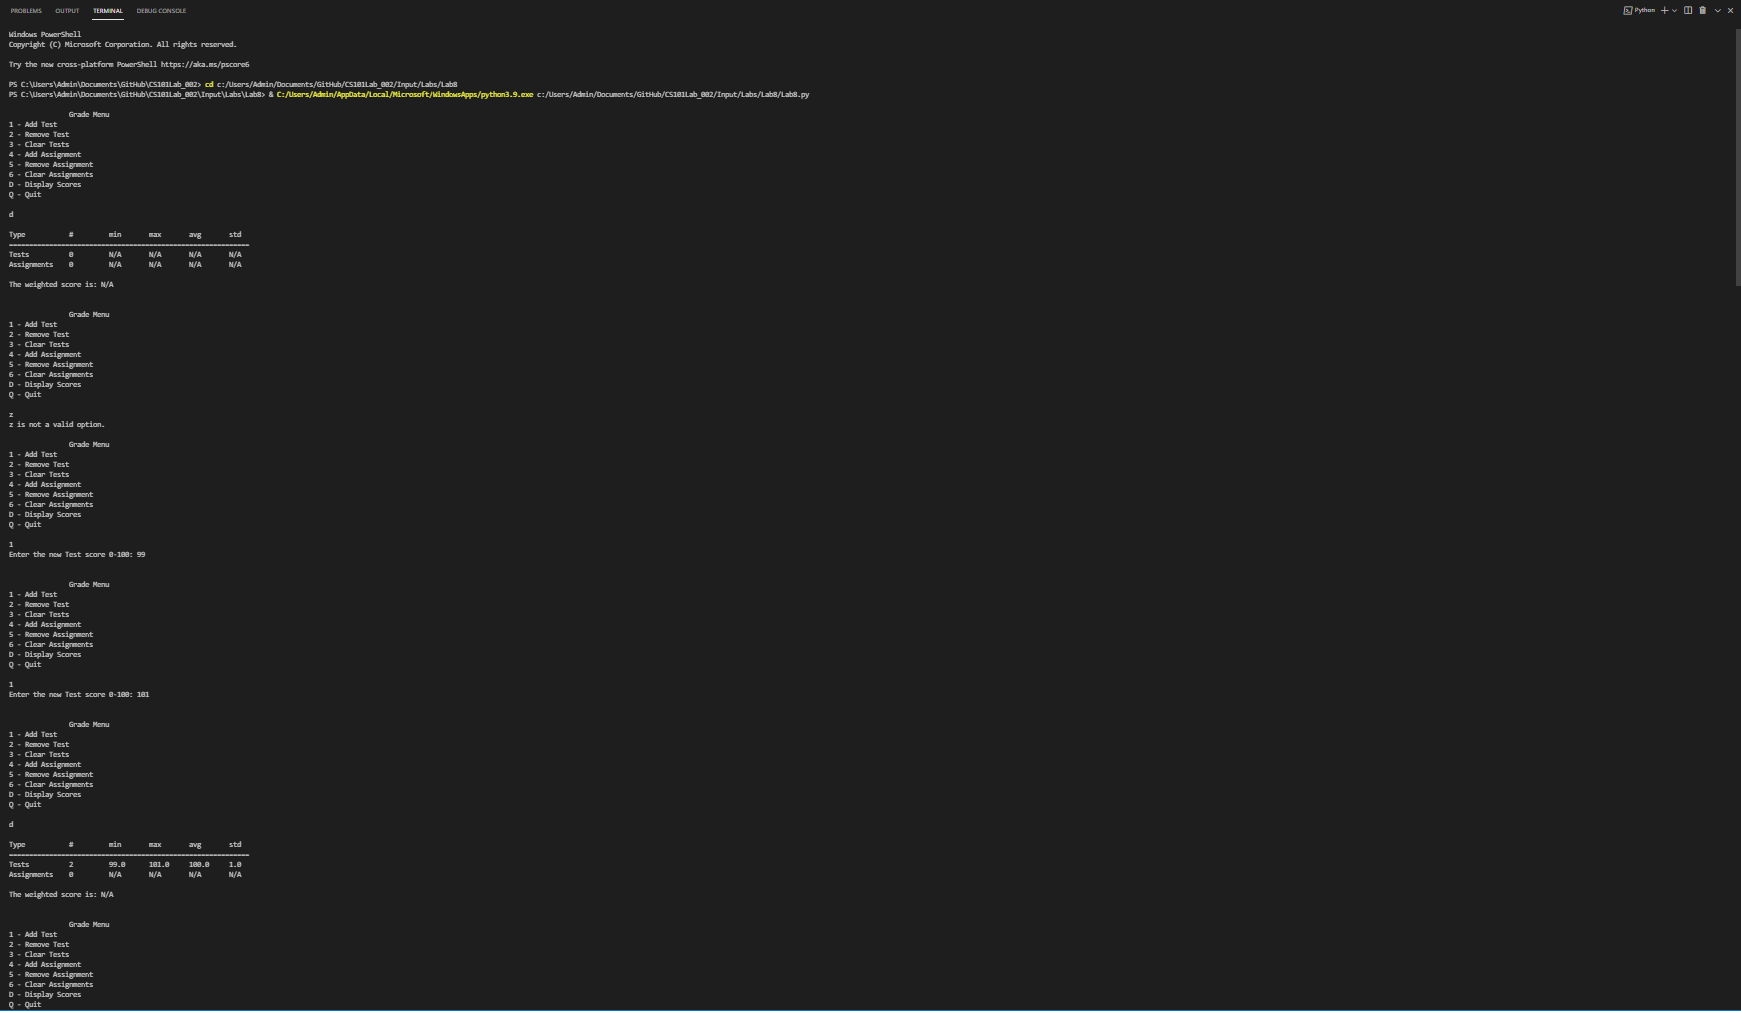 PROBLEMS OUTPUT TERMINAL DEBUG CONSOLE Python
Windows PowerShell
Copyright (C) Microsoft Corporation. All rights reserved.
Try the new cross-platform PowerShell https://aka.ms/pscore6
PS C:\Users\Admin\Documents\GitHub\CS101Lab_002> cd c:/Users/Admin/Documents/GitHub/CS101Lab_002/Input/Labs/Lab8
PS C:\Users\Admin\Documents\GitHub\CS101Lab_002\Input\Labs\Lab8> & C:/Users/Admin/AppData/Local/Microsoft/WindowsApps/python3.9.exe c:/Users/Admin/Documents/GitHub/CS101Lab_002/Input/Labs/Lab8/Lab8.py
Grade Menu
1 - Add Test
2 - Remove Test
3 - Clear Tests
4 - Add Assignment
5 - Remove Assignment
6 - Clear Assignments
D - Display Scores
Q - Quit
d
Type # min max avg std
============================================================
Tests 0 N/A N/A N/A N/A
Assignments 0 N/A N/A N/A N/A
The weighted score is: N/A
Grade Menu
1 - Add Test
2 - Remove Test
3 - Clear Tests
4 - Add Assignment
5 - Remove Assignment
6 - Clear Assignments
D - Display Scores
Q - Quit
z
z is not a valid option.
Grade Menu
1 - Add Test
2 - Remove Test
3 - Clear Tests
4 - Add Assignment
5 - Remove Assignment
6 - Clear Assignments
D - Display Scores
Q - Quit
1
Enter the new Test score 0-100: 99
Grade Menu
1 - Add Test
2 - Remove Test
3 - Clear Tests
4 - Add Assignment
5 - Remove Assignment
6 - Clear Assignments
D - Display Scores
Q - Quit
1
Enter the new Test score 0-100: 101
Grade Menu
1 - Add Test
2 - Remove Test
3 - Clear Tests
4 - Add Assignment
5 - Remove Assignment
6 - Clear Assignments
D - Display Scores
Q - Quit
d
Type # min max avg std
============================================================
Tests 2 99.0 101.0 100.0 1.0
Assignments 0 N/A N/A N/A N/A
The weighted score is: N/A
Grade Menu
1 - Add Test
2 - Remove Test
3 - Clear Tests
4 - Add Assignment
5 - Remove Assignment
6 - Clear Assignments
D - Display Scores
Q - Quit